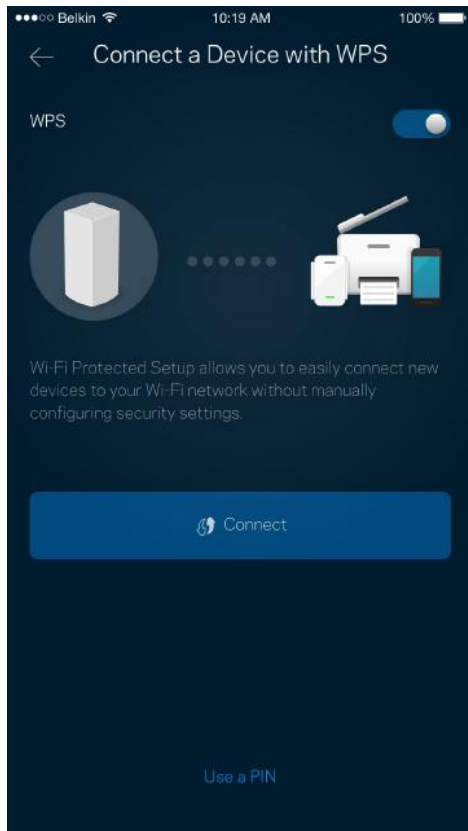 Belkin 10:19 AM 100%
Connect a Device with WPS
WPS
Wi-Fi Protected Setup allows you to easily connect new
devices to your Wi-Fi network without manually
configuring security settings.
Connect
Use a PIN